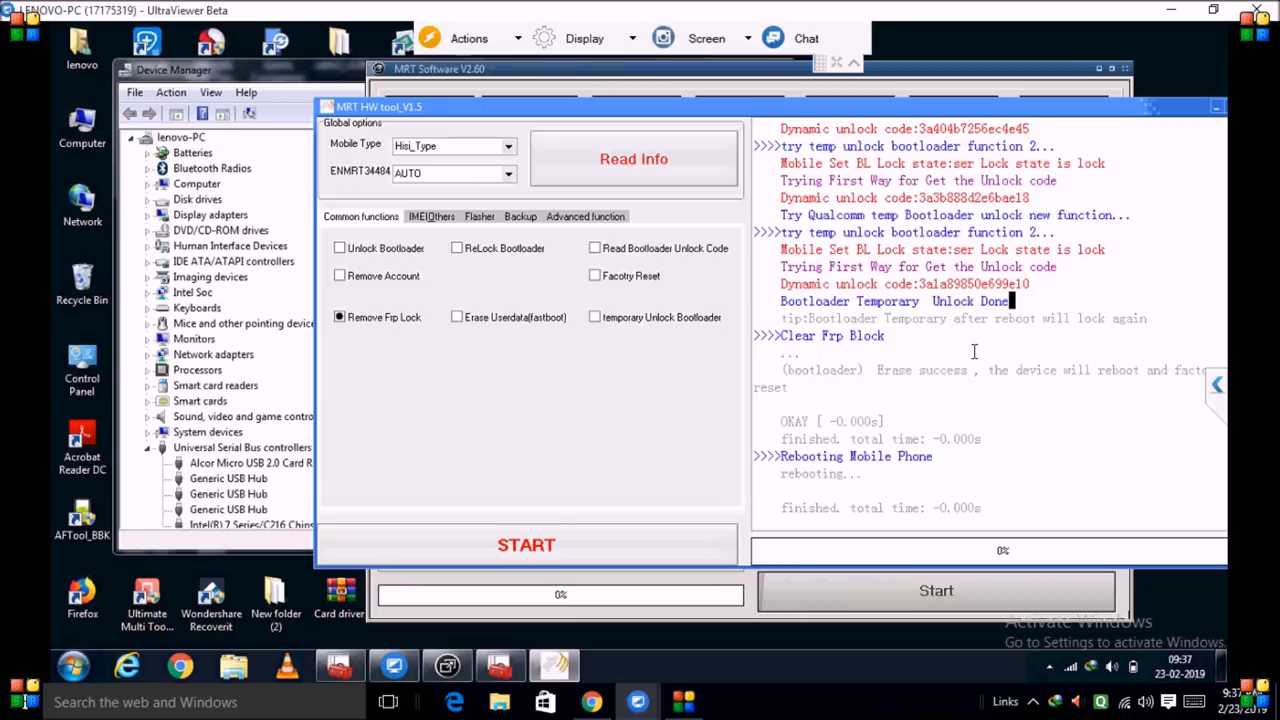 LENOVO-PC (17175319) - UltraViewer Beta
Actions
Display
Screen
Chat
lenovo
Computer
Network
Recycle Bin
Control
Panel
Acrobat
Reader DC
AFTool_BBK
Firefox
Ultimate
Multi Too...
Wondershare
Recoverit
New folder
(2)
Card driver
Device Manager
File Action View Help
lenovo-PC
Batteries
Bluetooth Radios
Computer
Disk drives
Display adapters
DVD/CD-ROM drives
Human Interface Devices
IDE ATA/ATAPI controllers
Imaging devices
Intel Soc
Keyboards
Mice and other pointing device
Monitors
Network adapters
Processors
Smart card readers
Smart cards
Sound, video and game contro
System devices
Universal Serial Bus controllers
Alcor Micro USB 2.0 Card R
Generic USB Hub
Generic USB Hub
Generic USB Hub
Intel(R) 7 Series/C216 Chips
MRT Software V2.60
MRT HW tool_V1.5
Global options
Mobile Type Hisi_Type
ENMRT34484 AUTO
Read Info
Common functions IMEI|Others Flasher Backup Advanced function
Unlock Bootloader ReLock Bootloader Read Bootloader Unlock Code
Remove Account Facotry Reset
Remove Frp Lock Erase Userdata(fastboot) temporary Unlock Bootloader
START
Dynamic unlock code:3a404b7256ec4e45
>>>>try temp unlock bootloader function 2...
Mobile Set BL Lock state:ser Lock state is lock
Trying First Way for Get the Unlock code
Dynamic unlock code:3a3b888d2e6bae18
Try Qualcomm temp Bootloader unlock new function...
>>>>try temp unlock bootloader function 2...
Mobile Set BL Lock state:ser Lock state is lock
Trying First Way for Get the Unlock code
Dynamic unlock code:3a1a89850e699e10
Bootloader Temporary Unlock Done
tip:Bootloader Temporary after reboot will lock again
>>>>Clear Frp Block
...
(bootloader) Erase success , the device will reboot and facto
reset
OKAY [ -0.000s]
finished. total time: -0.000s
>>>>Rebooting Mobile Phone
rebooting...
finished. total time: -0.000s
0%
0%
Start
Activate Windows
Go to Settings to activate Windows.
09:37
23-02-2019
Search the web and Windows
Links
2/23/2019